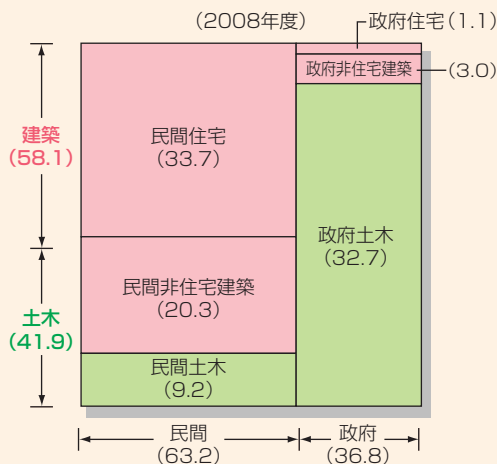 (2008年度)
政府住宅(1.1)
政府非住宅建築
(3.0)
建築
(58.1)
民間住宅
(33.7)
政府土木
(32.7)
民間非住宅建築
(20.3)
土木
(41.9)
民間土木
(9.2)
民間
(63.2)
政府
(36.8)